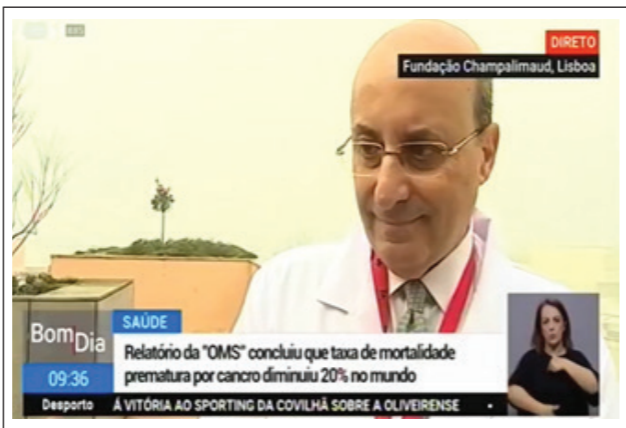 DIRETO
Fundação Champalimaud, Lisboa
SAÚDE
Bom Dia
Relatório da "OMS" concluiu que taxa de mortalidade
prematura por cancro diminuiu 20% no mundo
09:36
Desporto Á VITÓRIA AO SPORTING DA COVILHÃ SOBRE A OLIVEIRENSE